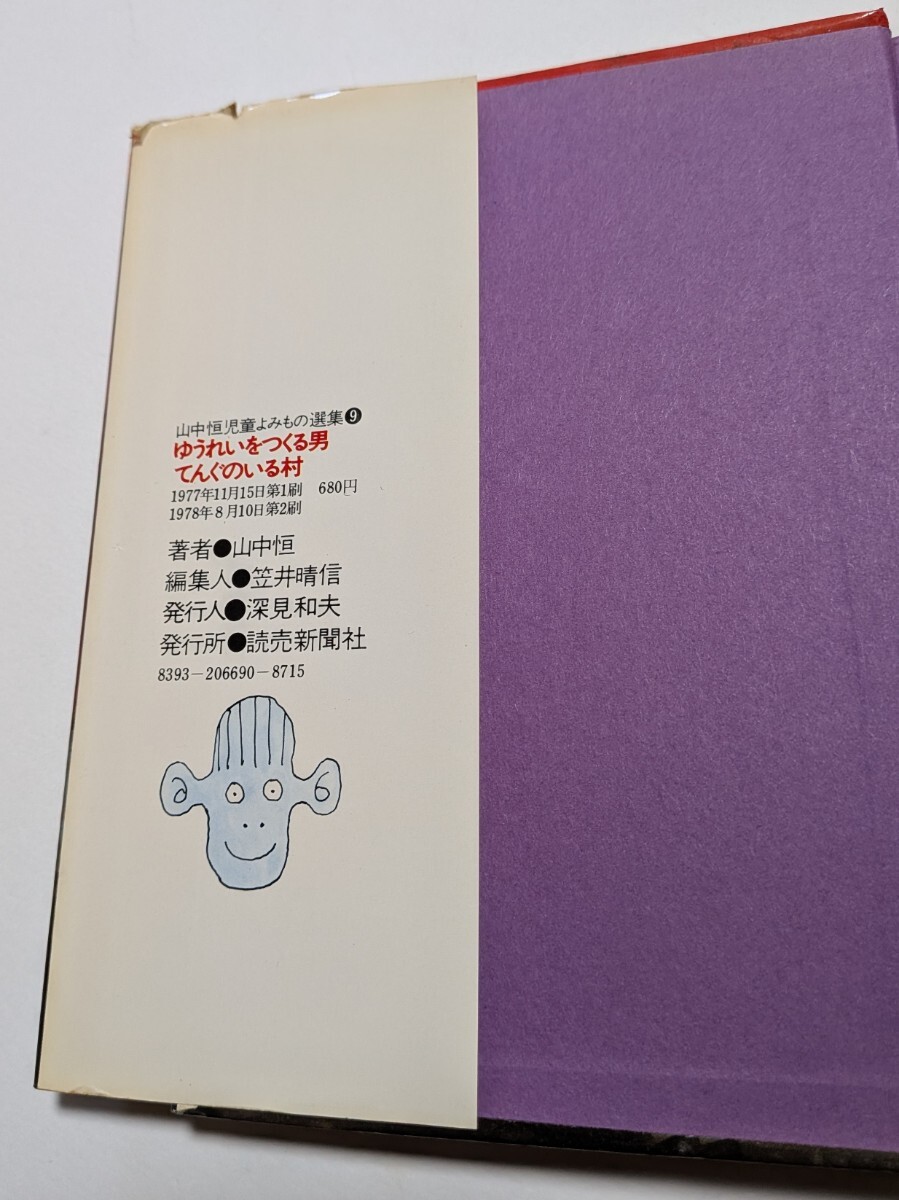 山中恒児童よみもの選集❾
ゆうれいをつくる男
てんぐのいる村
1977年11月15日第1刷 680円
1978年8月10日第2刷
著者●山中恒
編集人●笠井晴信
発行人●深見和夫
発行所●読売新聞社
8393-206690-8715